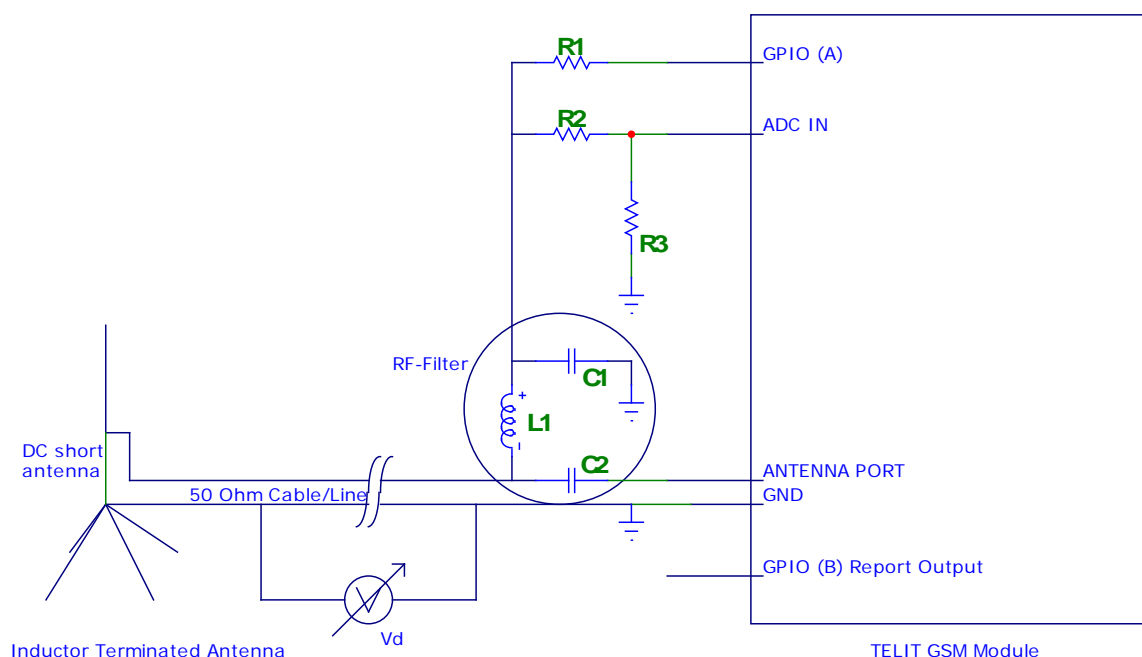 R1
GPIO (A)
R2
ADC IN
R3
RF-Filter
C1
+
L1
-
DC short
antenna
C2
ANTENNA PORT
50 Ohm Cable/Line
GND
GPIO (B) Report Output
V
Vd
Inductor Terminated Antenna
TELIT GSM Module